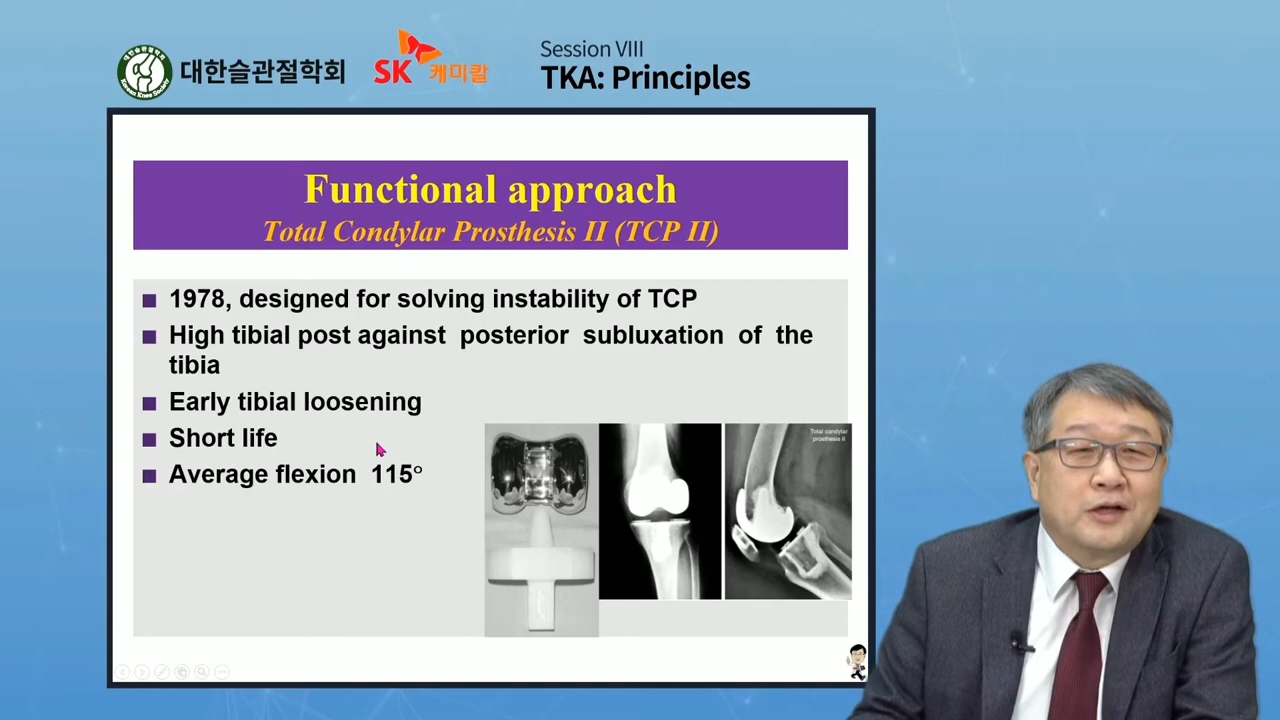 대한슬관절학회
SK 케미칼
Session VIII
TKA: Principles
Functional approach
Total Condylar Prosthesis II (TCP II)
1978, designed for solving instability of TCP
High tibial post against posterior subluxation of the
tibia
Early tibial loosening
Short life
Average flexion 115°
Total condylar
prosthesis II